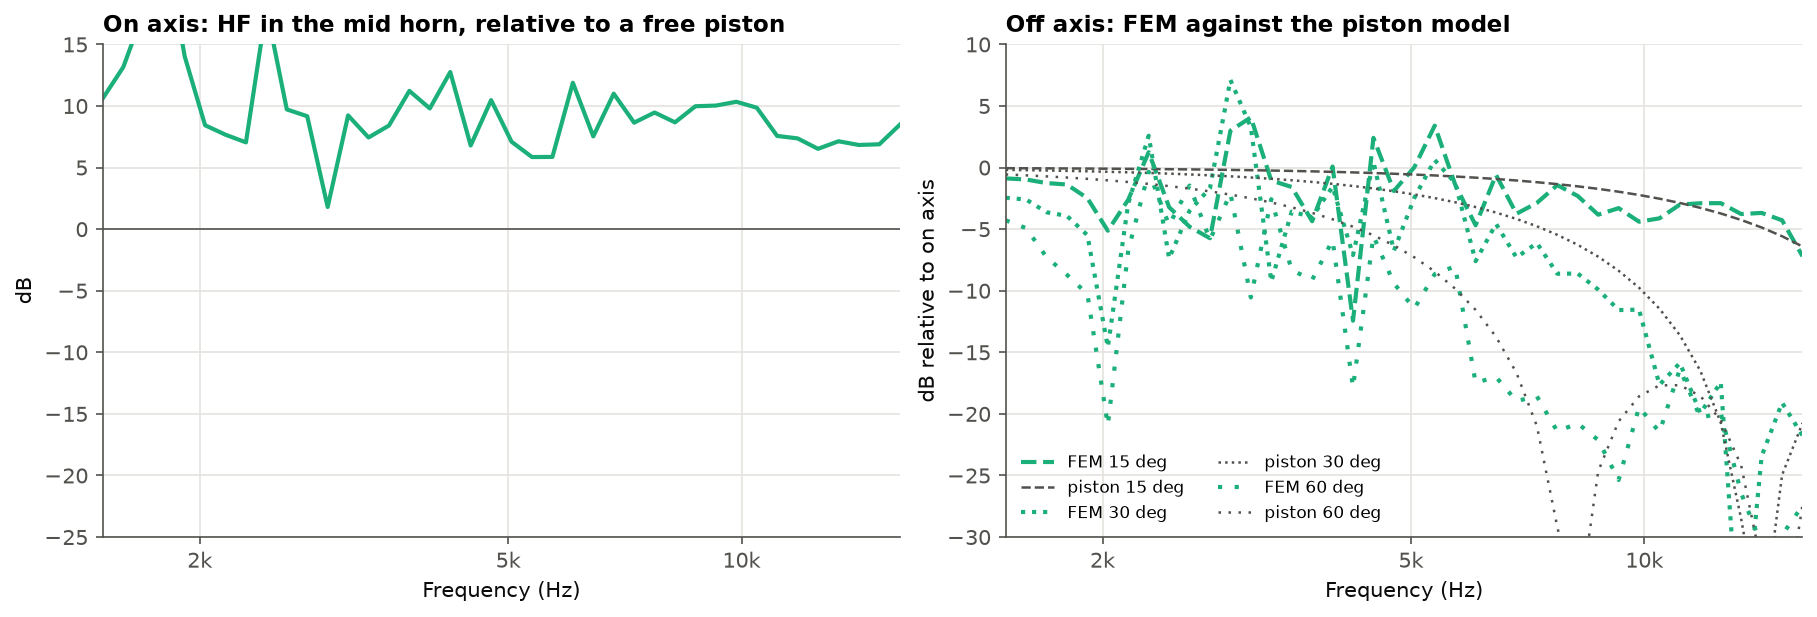 On axis: HF in the mid horn, relative to a free piston
15
10
5
0
−5
−10
−15
−20
−25
dB
2k
5k
10k
Frequency (Hz)
Off axis: FEM against the piston model
10
5
0
−5
−10
−15
−20
−25
−30
dB relative to on axis
FEM 15 deg
piston 15 deg
FEM 30 deg
piston 30 deg
FEM 60 deg
piston 60 deg
2k
5k
10k
Frequency (Hz)